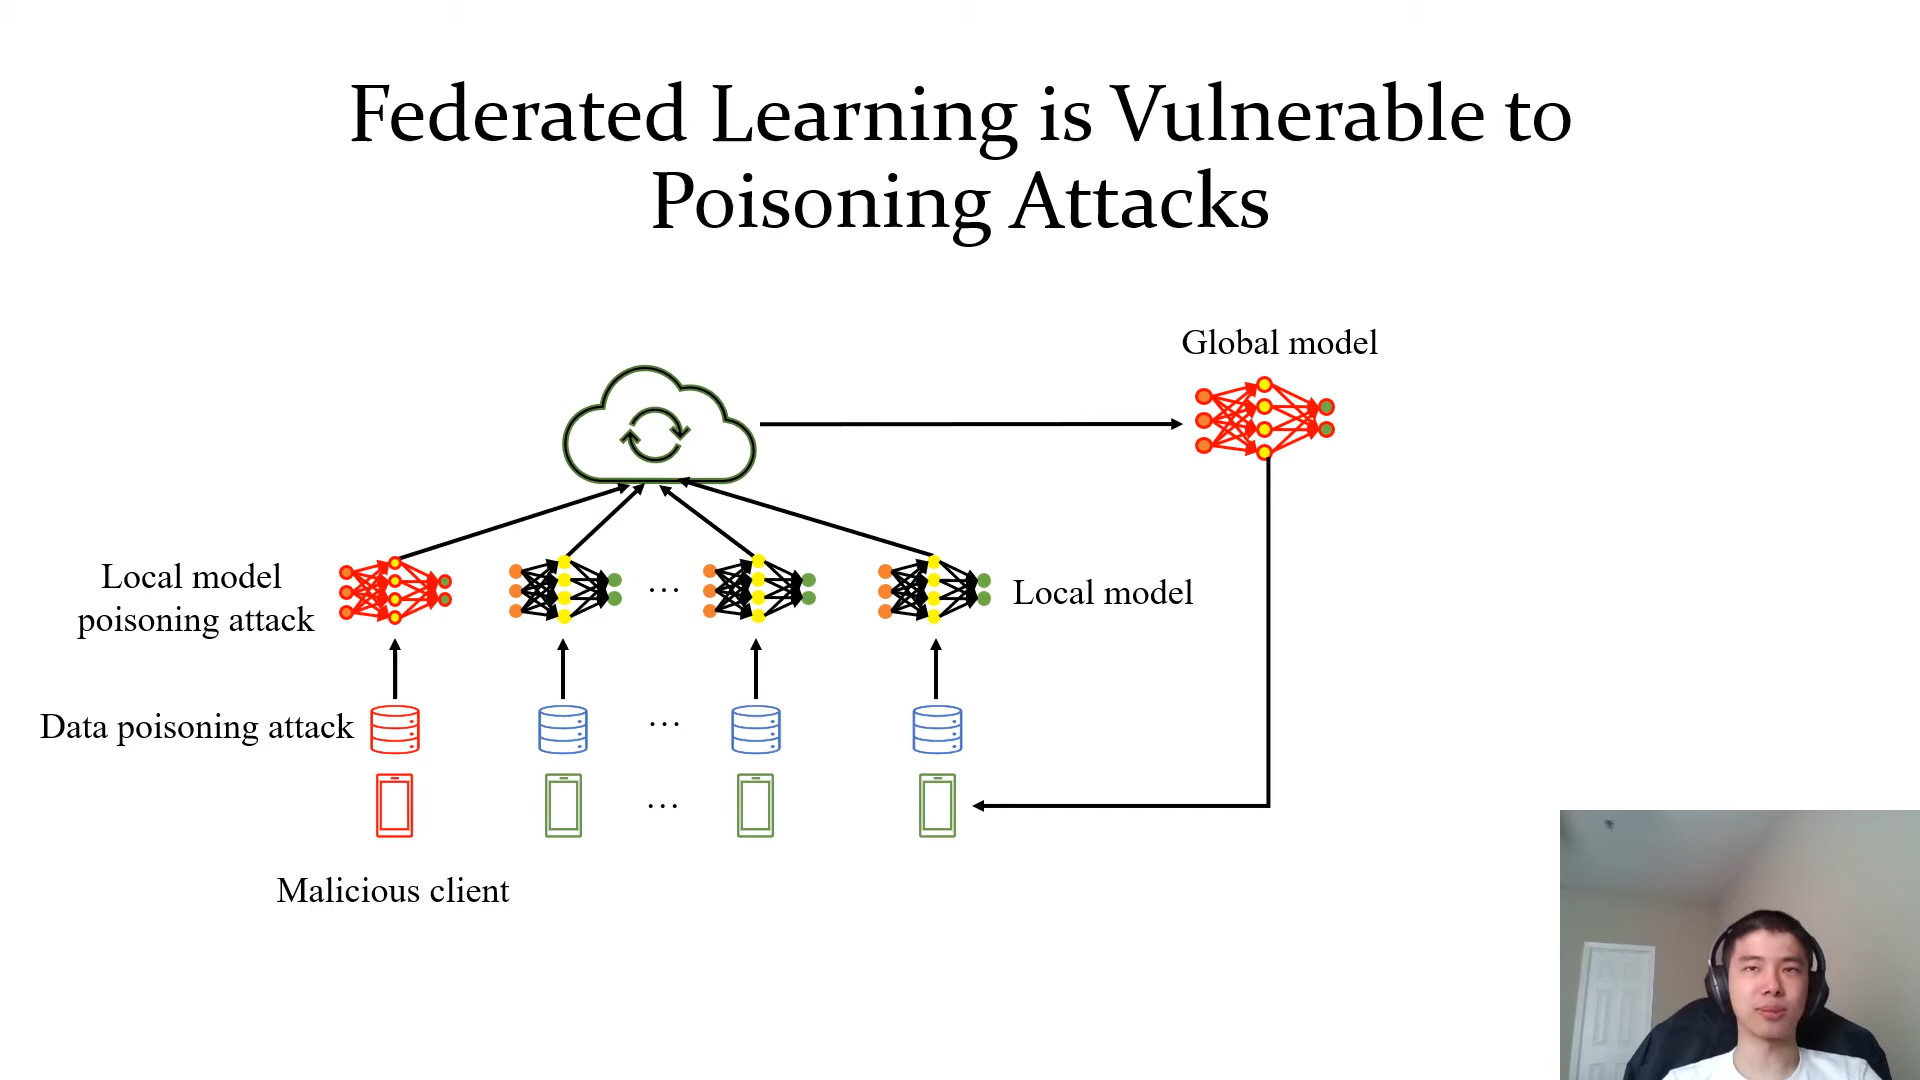 Federated Learning is Vulnerable to
Poisoning Attacks
Global model
Local model
poisoning attack
...
Local model
Data poisoning attack
...
...
Malicious client